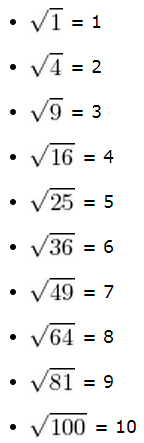 • √1 = 1
• √4 = 2
• √9 = 3
• √16 = 4
• √25 = 5
• √36 = 6
• √49 = 7
• √64 = 8
• √81 = 9
• √100 = 10